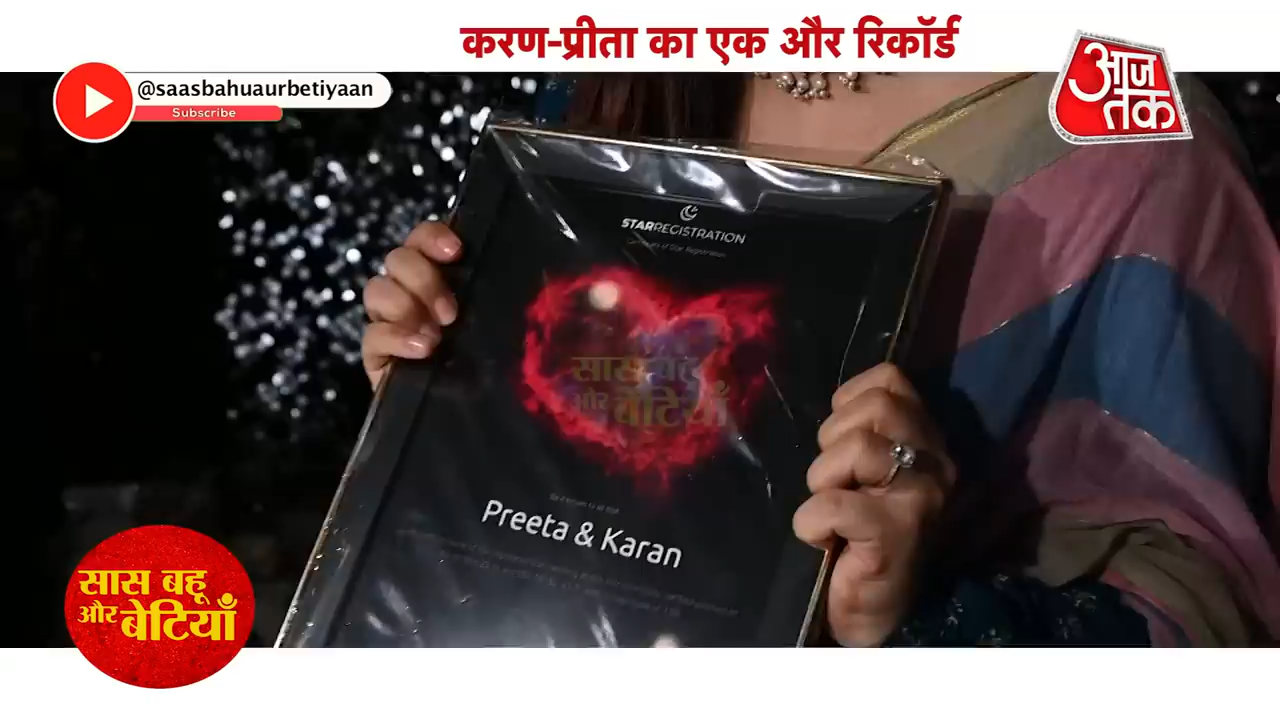 करण-प्रीता का एक और रिकॉर्ड
आज
तक
@saasbahuaurbetiyaan
Subscribe
STARREGISTRATION
सास बहू
और बेटियाँ
Preeta & Karan
सास बहू
और बेटियाँ